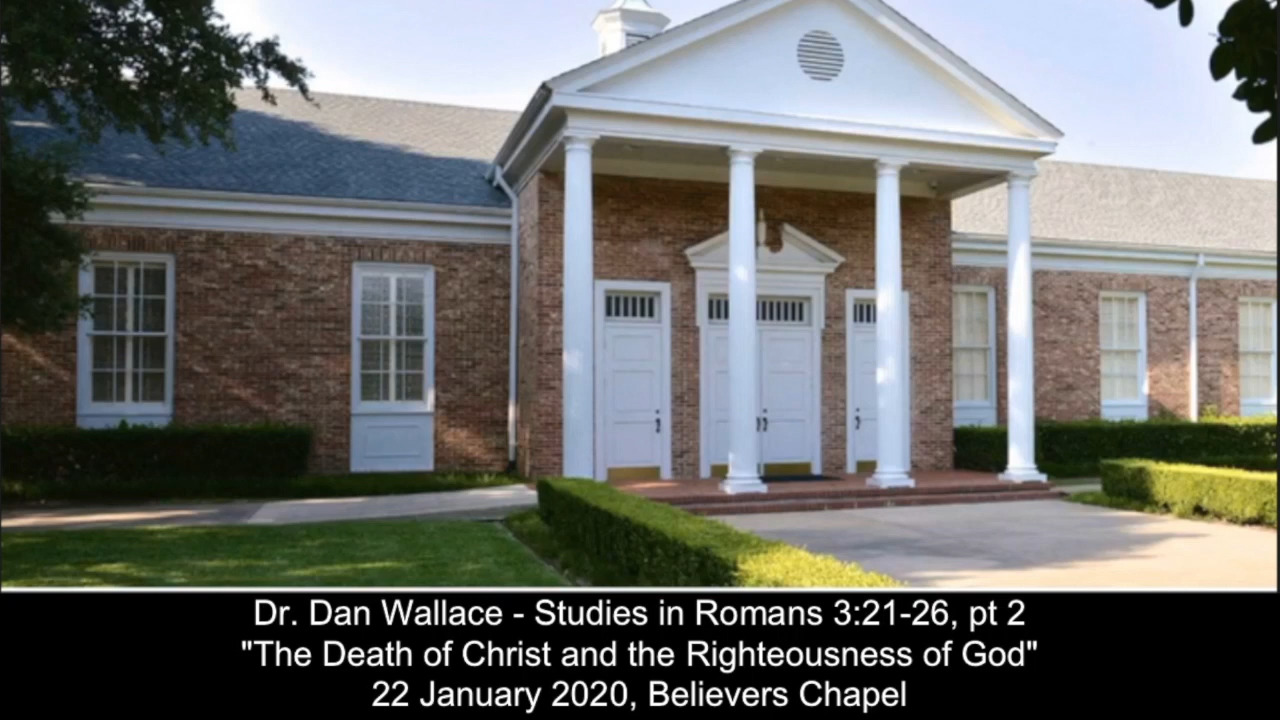 Dr. Dan Wallace - Studies in Romans 3:21-26, pt 2
"The Death of Christ and the Righteousness of God"
22 January 2020, Believers Chapel